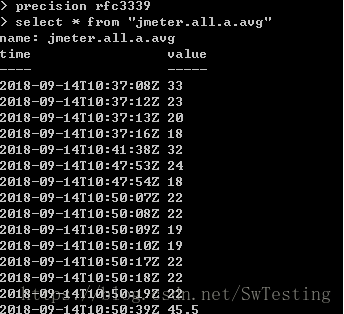 > precision rfc3339
> select * from "jmeter.all.a.avg"
name: jmeter.all.a.avg
time value
---- -----
2018-09-14T10:37:08Z 33
2018-09-14T10:37:12Z 23
2018-09-14T10:37:13Z 20
2018-09-14T10:37:16Z 18
2018-09-14T10:41:38Z 32
2018-09-14T10:47:53Z 24
2018-09-14T10:47:54Z 18
2018-09-14T10:50:07Z 22
2018-09-14T10:50:08Z 22
2018-09-14T10:50:09Z 19
2018-09-14T10:50:10Z 19
2018-09-14T10:50:17Z 22
2018-09-14T10:50:18Z 22
2018-09-14T10:50:19Z 22
https://blog.csdn.net/SwTesting
2018-09-14T10:50:39Z 45.5